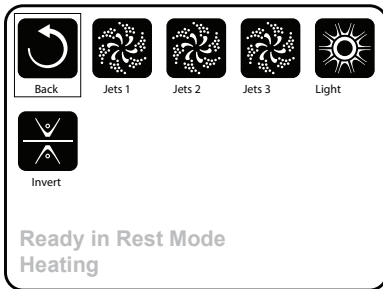 Back Jets 1 Jets 2 Jets 3 Light
Invert
Ready in Rest Mode
Heating